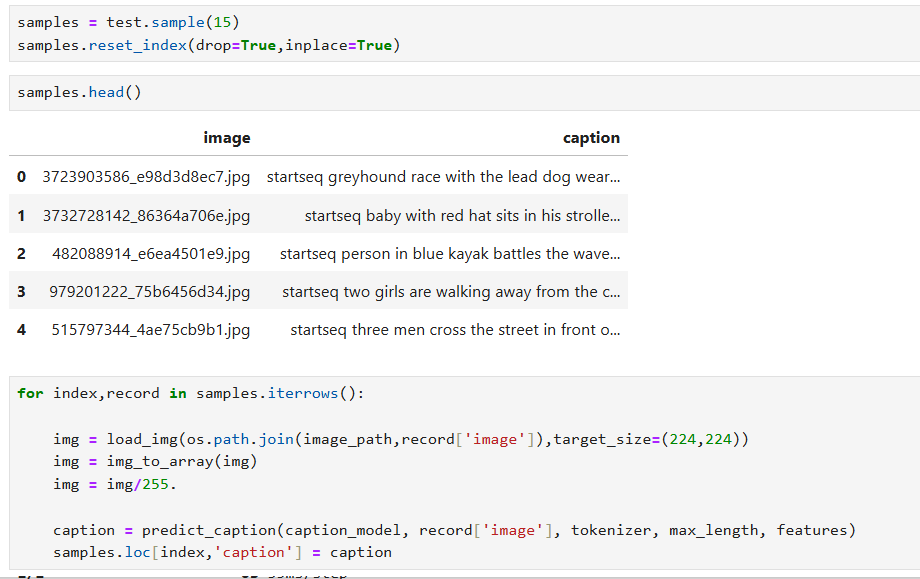 samples = test.sample(15)
samples.reset_index(drop=True,inplace=True)
samples.head()
image caption
0 3723903586_e98d3d8ec7.jpg startseq greyhound race with the lead dog wear...
1 3732728142_86364a706e.jpg startseq baby with red hat sits in his strolle...
2 482088914_e6ea4501e9.jpg startseq person in blue kayak battles the wave...
3 979201222_75b6456d34.jpg startseq two girls are walking away from the c...
4 515797344_4ae75cb9b1.jpg startseq three men cross the street in front o...
for index,record in samples.iterrows():
img = load_img(os.path.join(image_path,record['image']),target_size=(224,224))
img = img_to_array(img)
img = img/255.
caption = predict_caption(caption_model, record['image'], tokenizer, max_length, features)
samples.loc[index,'caption'] = caption